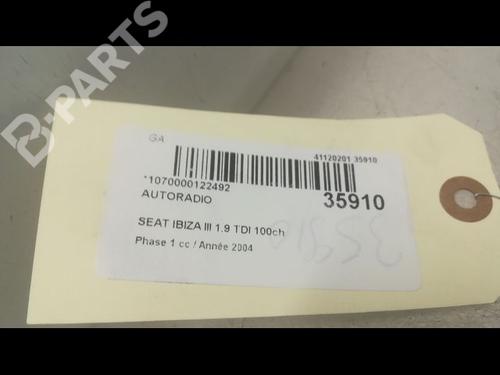 B-PARTS
GA
41120201 35910
*1070000122492
AUTORADIO
35910
SEAT IBIZA III 1.9 TDI 100ch
Phase 1 cc / Année 2004
35910